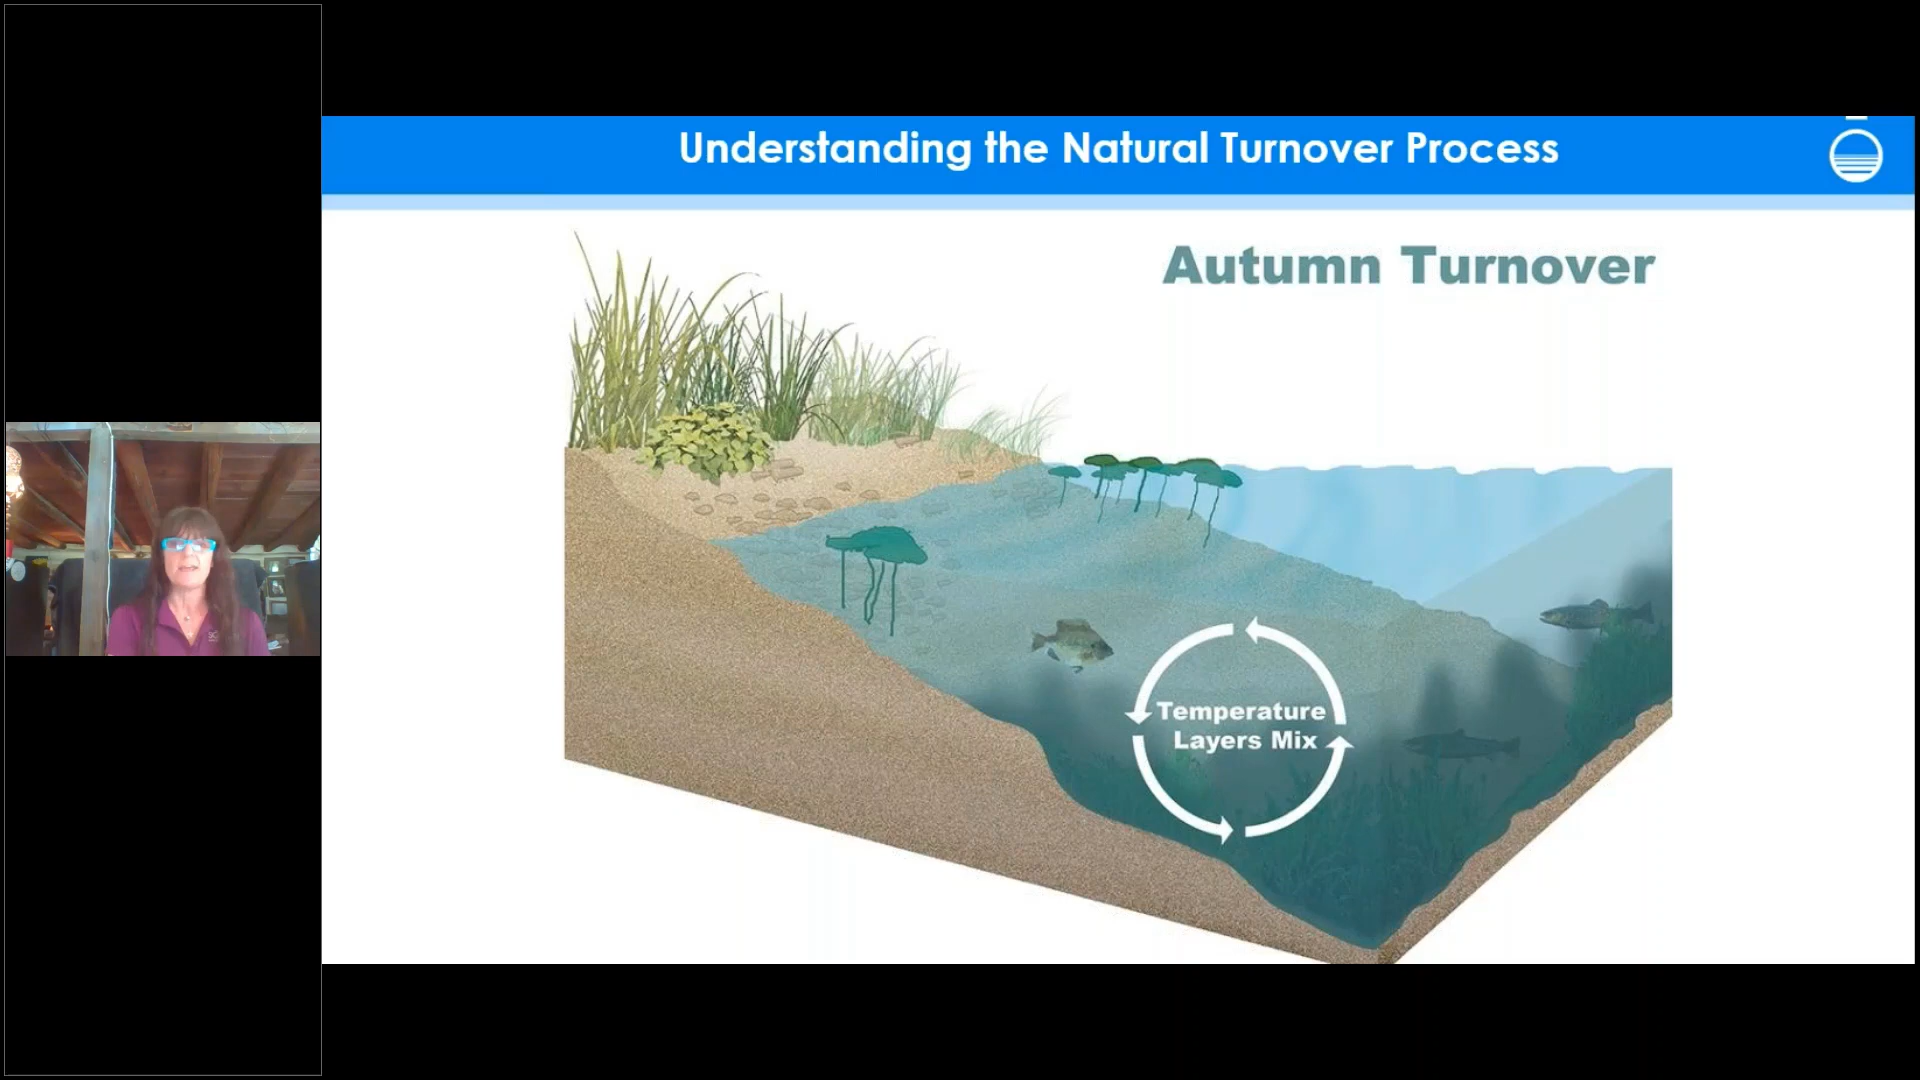 Understanding the Natural Turnover Process
Autumn Turnover
Temperature
Layers Mix